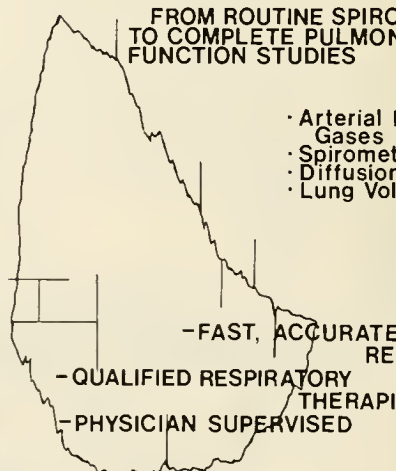 FROM ROUTINE SPIRO
TO COMPLETE PULMON
FUNCTION STUDIES
· Arterial
Gases
· Spiromet
· Diffusion
· Lung Vol
-FAST, ACCURATE
RE
-QUALIFIED RESPIRATORY
THERAPI
-PHYSICIAN SUPERVISED